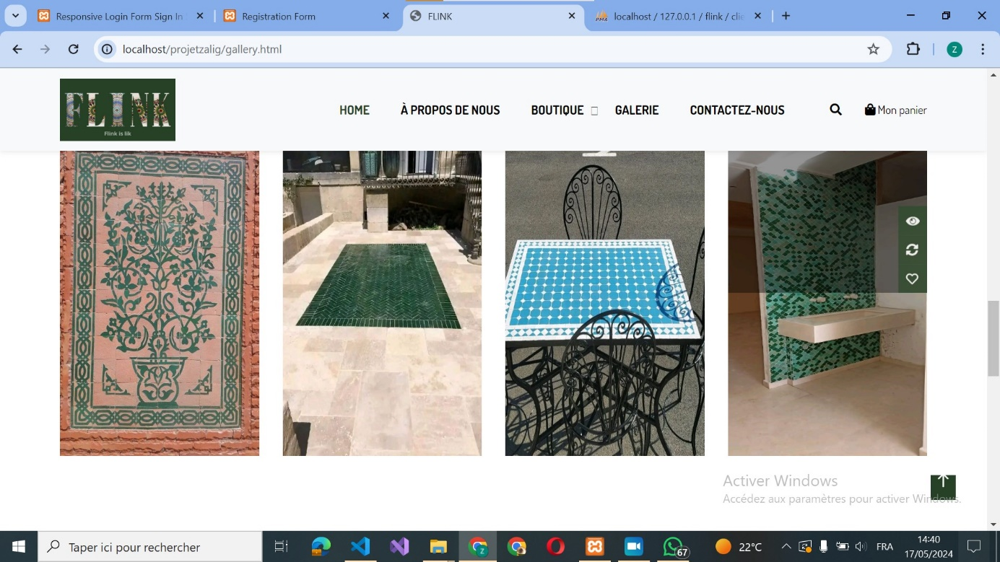 Responsive Login Form Sign In
Registration Form
FLINK
localhost / 127.0.0.1 / flink / clie
PMA
localhost/projetzalig/gallery.html
Z
FLINK
Flink is lik
HOME
À PROPOS DE NOUS
BOUTIQUE
GALERIE
CONTACTEZ-NOUS
Mon panier
Activer Windows
Accédez aux paramètres pour activer Windows.
Taper ici pour rechercher
Z
67
22°C
FRA
14:40
17/05/2024